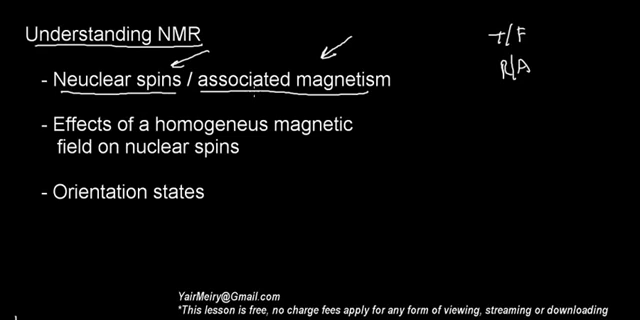 Understanding NMR
T/F
R/A
- Neuclear spins / associated magnetism
- Effects of a homogeneus magnetic
field on nuclear spins
- Orientation states
YairMeiry@Gmail.com
*This lesson is free, no charge fees apply for any form of viewing, streaming or downloading